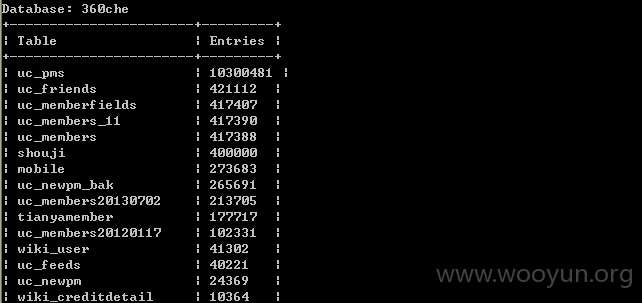 Database: 360che
+------------------------+---------+
| Table | Entries |
+------------------------+---------+
| uc_pms | 10300481 |
| uc_friends | 421112 |
| uc_memberfields | 417407 |
| uc_members_11 | 417390 |
| uc_members | 417388 |
| shouji | 400000 |
| mobile | 273683 |
| uc_newpm_bak | 265691 |
| uc_members20130702 | 213705 |
| tianyamember | 177717 |
| uc_members20120117 | 102331 |
| wiki_user | 41302 |
| uc_feeds | 40221 |
| uc_newpm | 24369 |
| wiki_creditdetail | 10364 |
www.wooyun.org